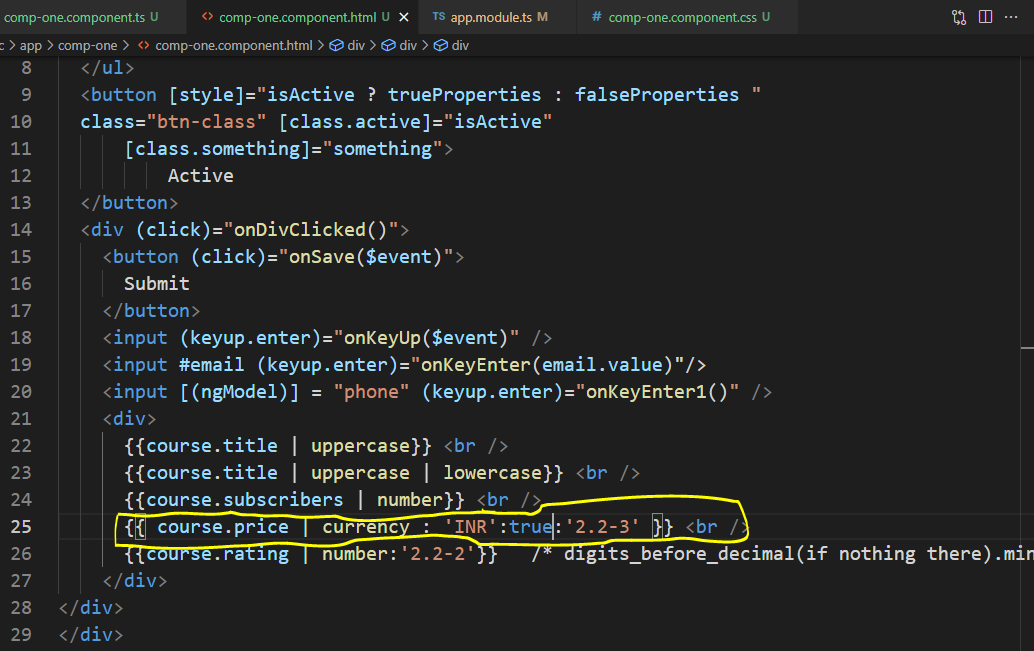 comp-one.component.ts U <> comp-one.component.html U × TS app.module.ts M # comp-one.component.css U ···
c > app > comp-one > <> comp-one.component.html > div > div > div
8 </ul>
9 <button [style]="isActive ? trueProperties : falseProperties "
10 class="btn-class" [class.active]="isActive"
11 [class.something]="something">
12 Active
13 </button>
14 <div (click)="onDivClicked()">
15 <button (click)="onSave($event)">
16 Submit
17 </button>
18 <input (keyup.enter)="onKeyUp($event)" />
19 <input #email (keyup.enter)="onKeyEnter(email.value)"/>
20 <input [(ngModel)] = "phone" (keyup.enter)="onKeyEnter1()" />
21 <div>
22 {{course.title | uppercase}} <br />
23 {{course.title | uppercase | lowercase}} <br />
24 {{course.subscribers | number}} <br />
25 {{ course.price | currency : 'INR':true:'2.2-3' }} <br />
26 {{course.rating | number:'2.2-2'}} /* digits_before_decimal(if nothing there).min
27 </div>
28 </div>
29 </div>